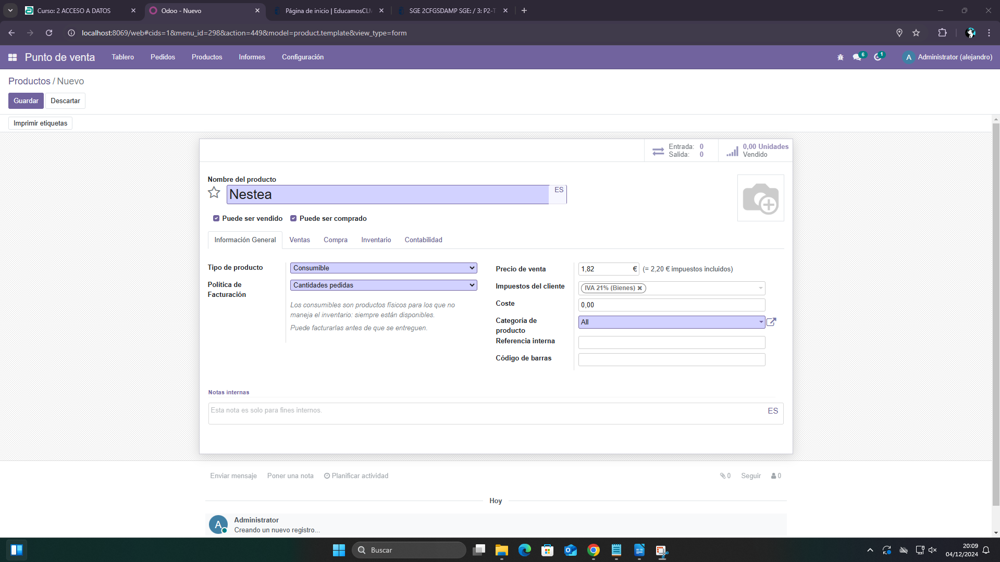 Curso: 2 ACCESO A DATOS
Odoo - Nuevo
Página de inicio | EducamosCLM
SGE 2CFGSDAMP SGE: / 3: P2-T
localhost:8069/web#cids=1&menu_id=298&action=449&model=product.template&view_type=form
Punto de venta Tablero Pedidos Productos Informes Configuración 6 1 A Administrator (alejandro)
Productos / Nuevo
Guardar Descartar
Imprimir etiquetas
Entrada: 0
Salida: 0
0,00 Unidades
Vendido
Nombre del producto
Nestea ES
Puede ser vendido Puede ser comprado
Información General Ventas Compra Inventario Contabilidad
Tipo de producto Consumible
Política de Facturación Cantidades pedidas
Los consumibles son productos físicos para los que no
maneja el inventario: siempre están disponibles.
Puede facturarlas antes de que se entreguen.
Precio de venta 1,82 € (= 2,20 € impuestos incluidos)
Impuestos del cliente IVA 21% (Bienes)
Coste 0,00
Categoría de producto All
Referencia interna
Código de barras
Notas internas
Esta nota es solo para fines internos. ES
Enviar mensaje Poner una nota Planificar actividad 0 Seguir 0
Hoy
A Administrator
Creando un nuevo registro...
Buscar
20:09
04/12/2024